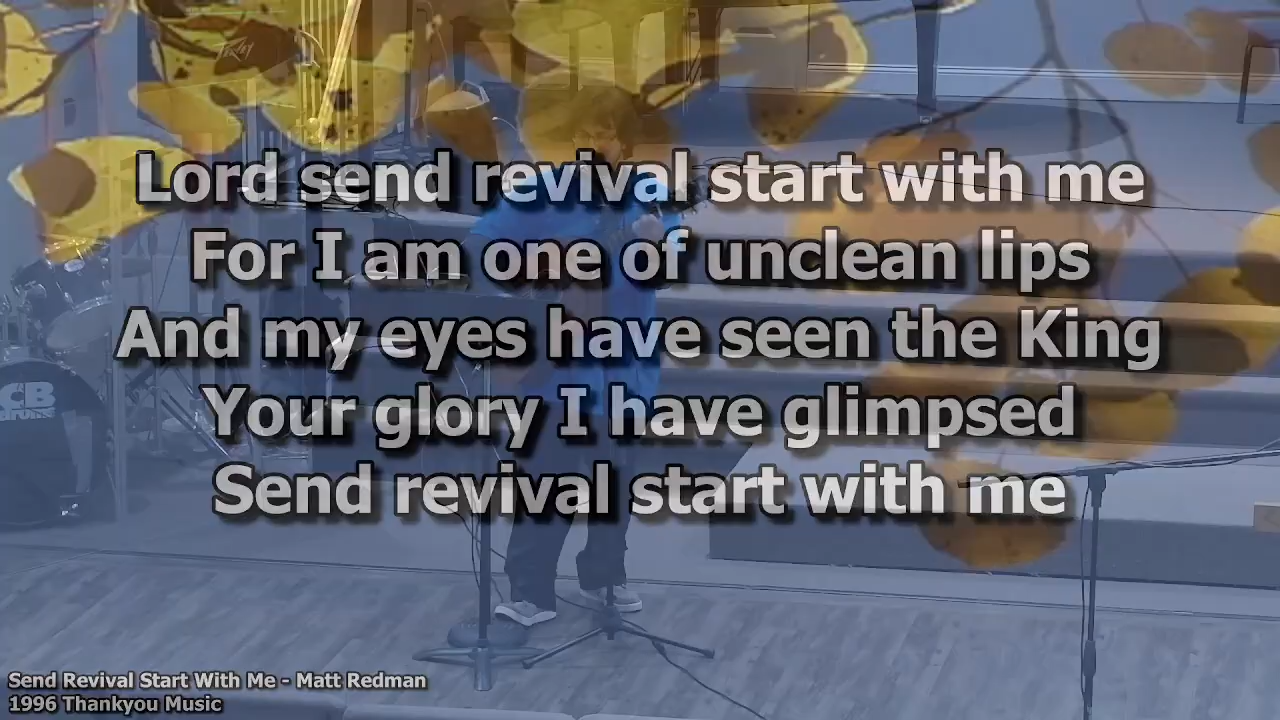 PEAVEY
Lord send revival start with me
For I am one of unclean lips
And my eyes have seen the King
Your glory I have glimpsed
Send revival start with me
CB
Send Revival Start With Me - Matt Redman
1996 Thankyou Music